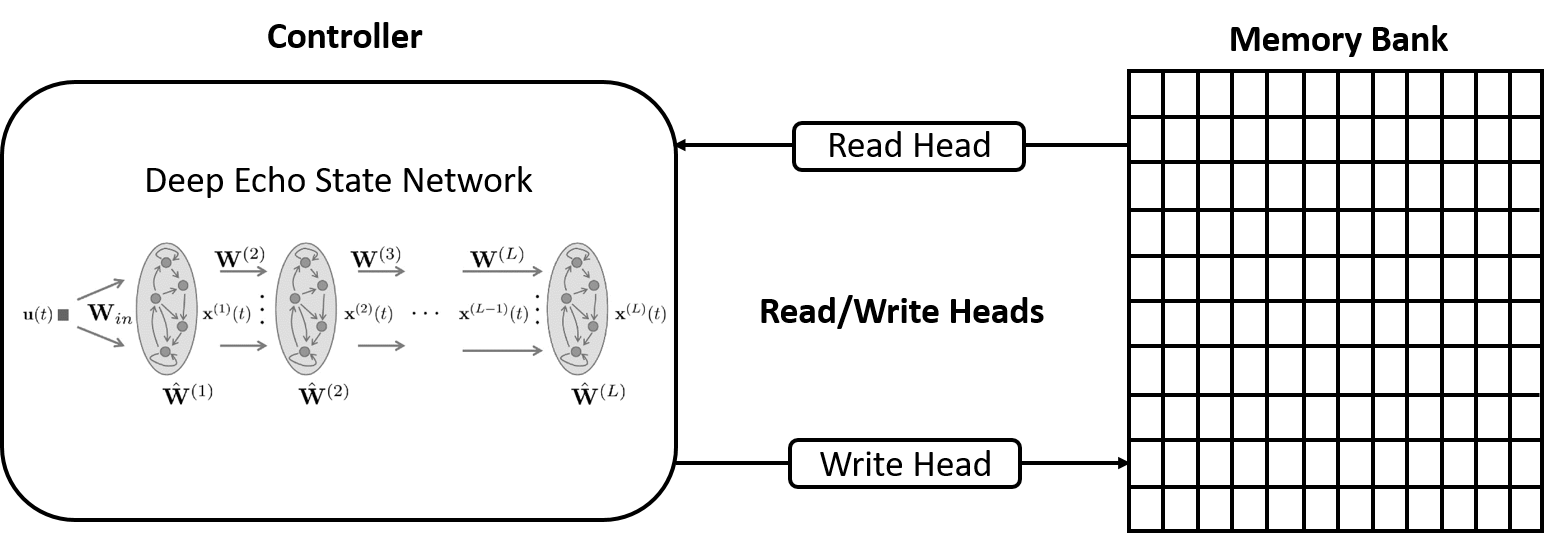 Controller
Memory Bank
Read Head
Deep Echo State Network
W^(2) W^(3) W^(L)
u(t) W_in x^(1)(t) ⋮ x^(2)(t) ⋯ x^(L−1)(t) ⋮ x^(L)(t)
Read/Write Heads
Ŵ^(1) Ŵ^(2) Ŵ^(L)
Write Head